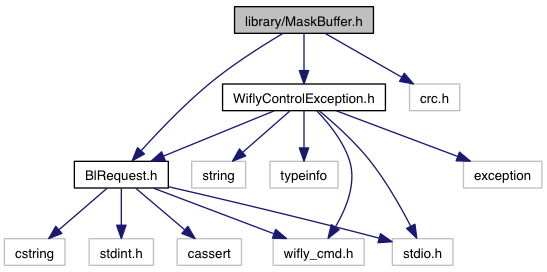 library/MaskBuffer.h
WiflyControlException.h
crc.h
BlRequest.h
string
typeinfo
exception
cstring
stdint.h
cassert
wifly_cmd.h
stdio.h